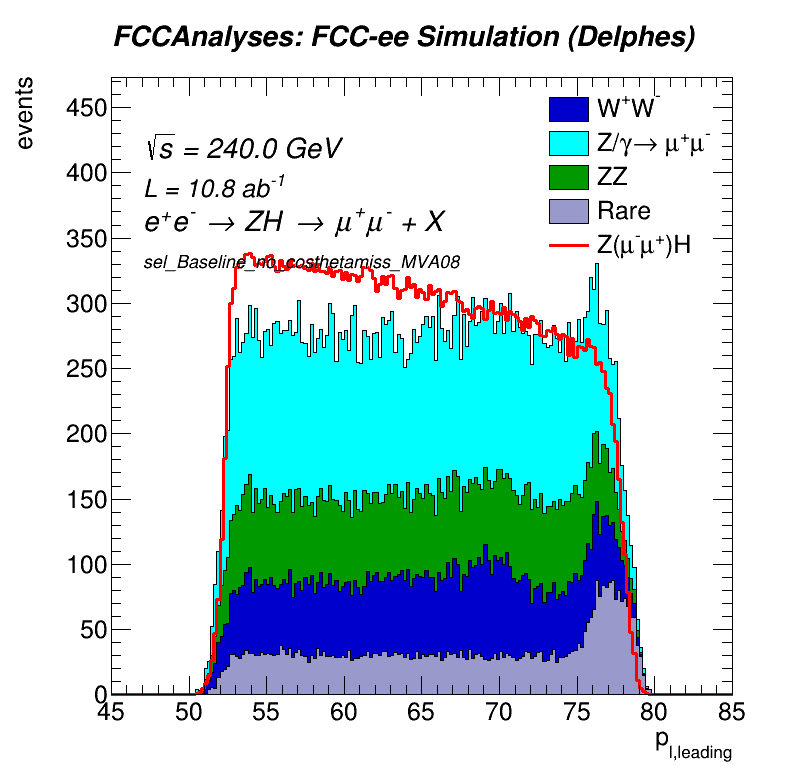 FCCAnalyses: FCC-ee Simulation (Delphes)
events
450
400
350
300
250
200
150
100
50
0
√s = 240.0 GeV
L = 10.8 ab⁻¹
e⁺e⁻ → ZH → μ⁺μ⁻ + X
sel_Baseline_no_costhetamiss_MVA08
W⁺W⁻
Z/γ→ μ⁺μ⁻
ZZ
Rare
Z(μ⁻μ⁺)H
45 50 55 60 65 70 75 80 85
p_l,leading